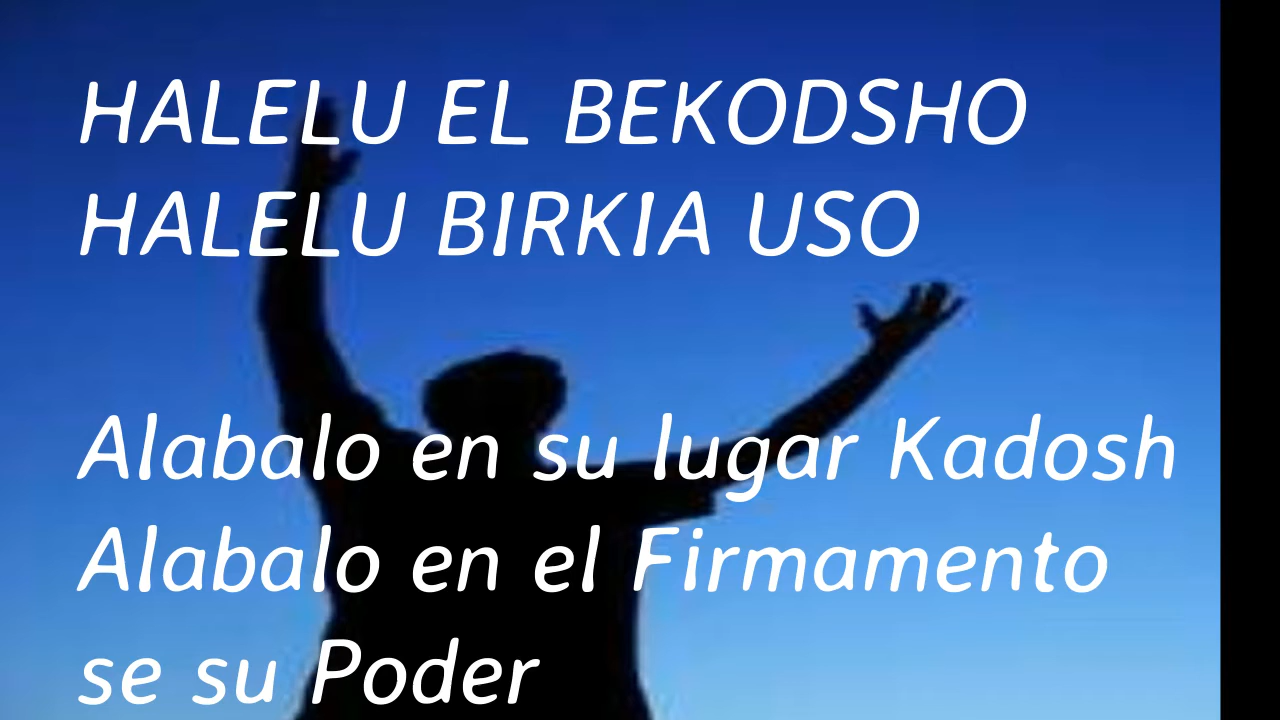 HALELU EL BEKODSHO
HALELU BIRKIA USO
Alabalo en su lugar Kadosh
Alabalo en el Firmamento
se su Poder